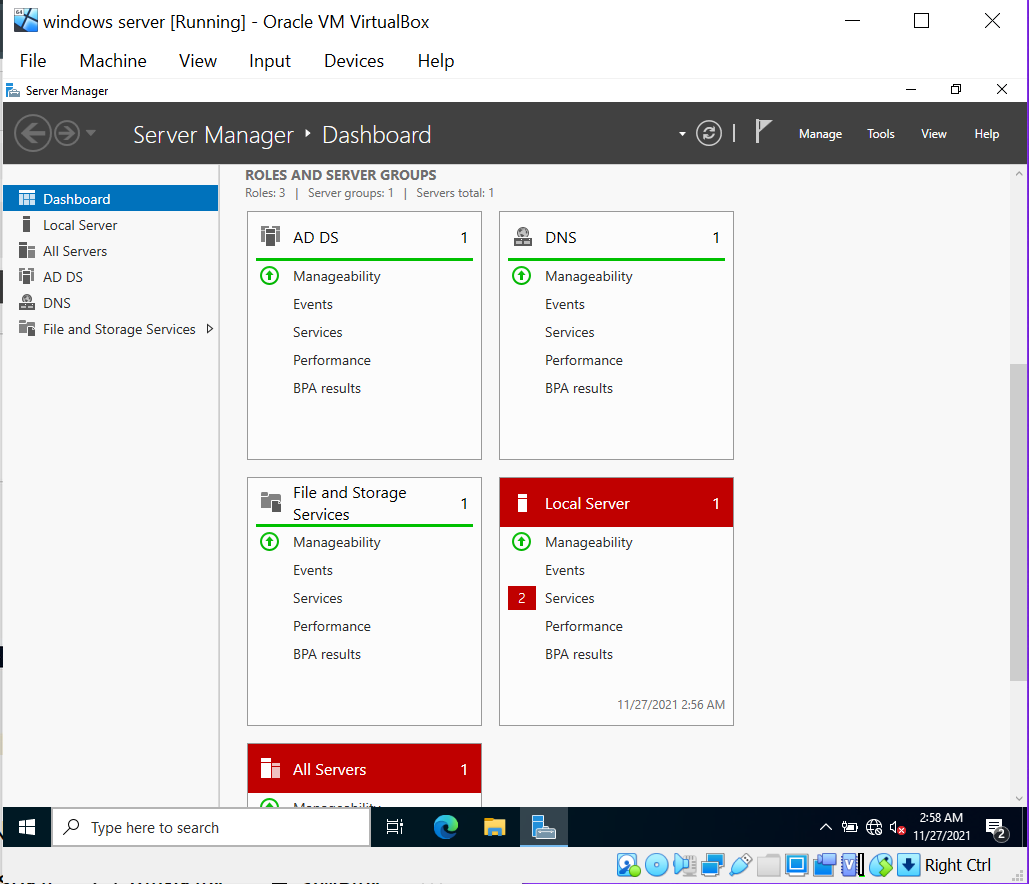 windows server [Running] - Oracle VM VirtualBox
File Machine View Input Devices Help
Server Manager
Server Manager ‣ Dashboard
Manage Tools View Help
Dashboard
Local Server
All Servers
AD DS
DNS
File and Storage Services
ROLES AND SERVER GROUPS
Roles: 3 | Server groups: 1 | Servers total: 1
AD DS 1
Manageability
Events
Services
Performance
BPA results
DNS 1
Manageability
Events
Services
Performance
BPA results
File and Storage
Services 1
Manageability
Events
Services
Performance
BPA results
Local Server 1
Manageability
Events
2 Services
Performance
BPA results
11/27/2021 2:56 AM
All Servers 1
Manageability
Type here to search
2:58 AM
11/27/2021
2
Right Ctrl